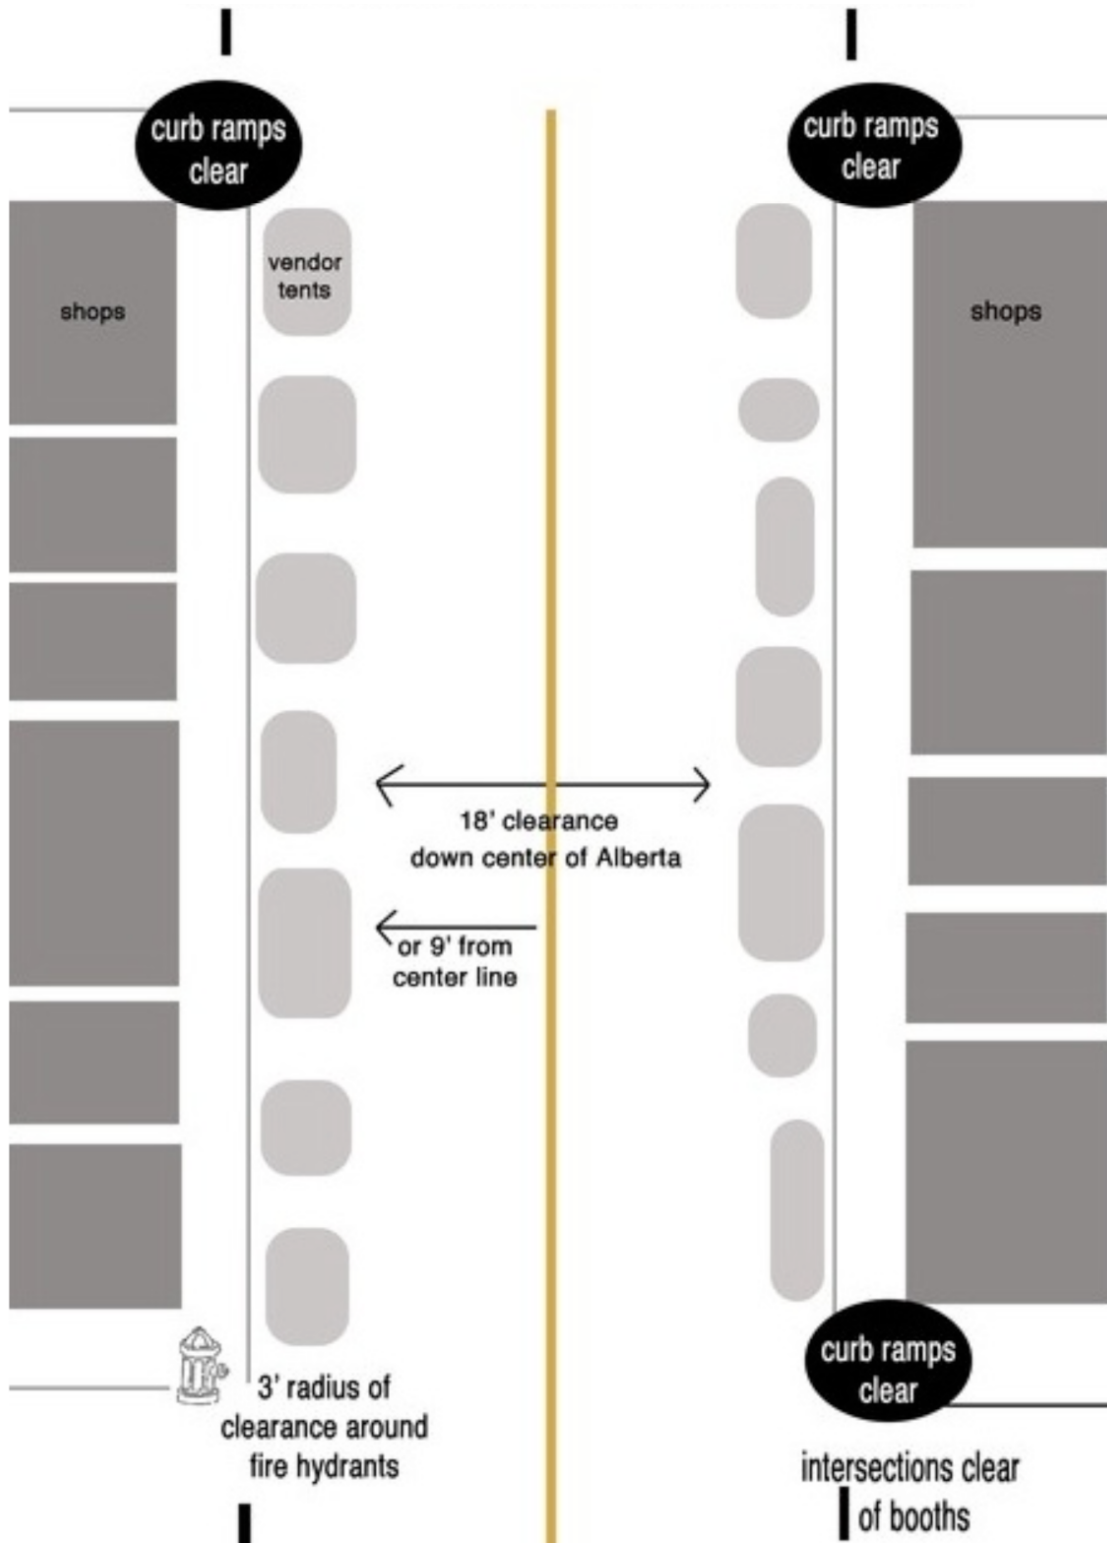 curb ramps
clear
curb ramps
clear
vendor
tents
shops
shops
18' clearance
down center of Alberta
or 9' from
center line
curb ramps
clear
3' radius of
clearance around
fire hydrants
intersections clear
of booths